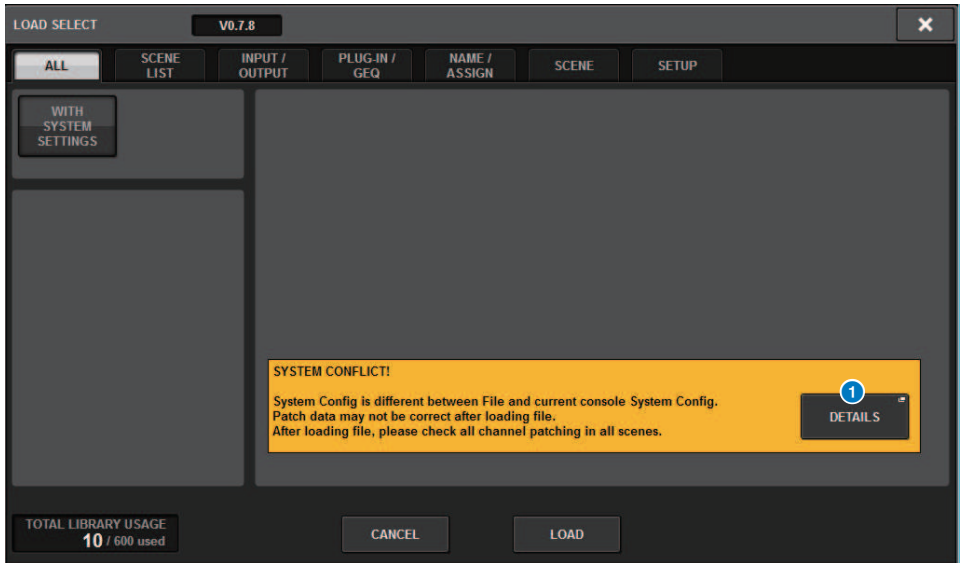 LOAD SELECT
V0.7.8
ALL
SCENE
LIST
INPUT /
OUTPUT
PLUG-IN /
GEQ
NAME /
ASSIGN
SCENE
SETUP
WITH
SYSTEM
SETTINGS
SYSTEM CONFLICT!
System Config is different between File and current console System Config.
Patch data may not be correct after loading file.
After loading file, please check all channel patching in all scenes.
1
DETAILS
TOTAL LIBRARY USAGE
10 / 600 used
CANCEL
LOAD